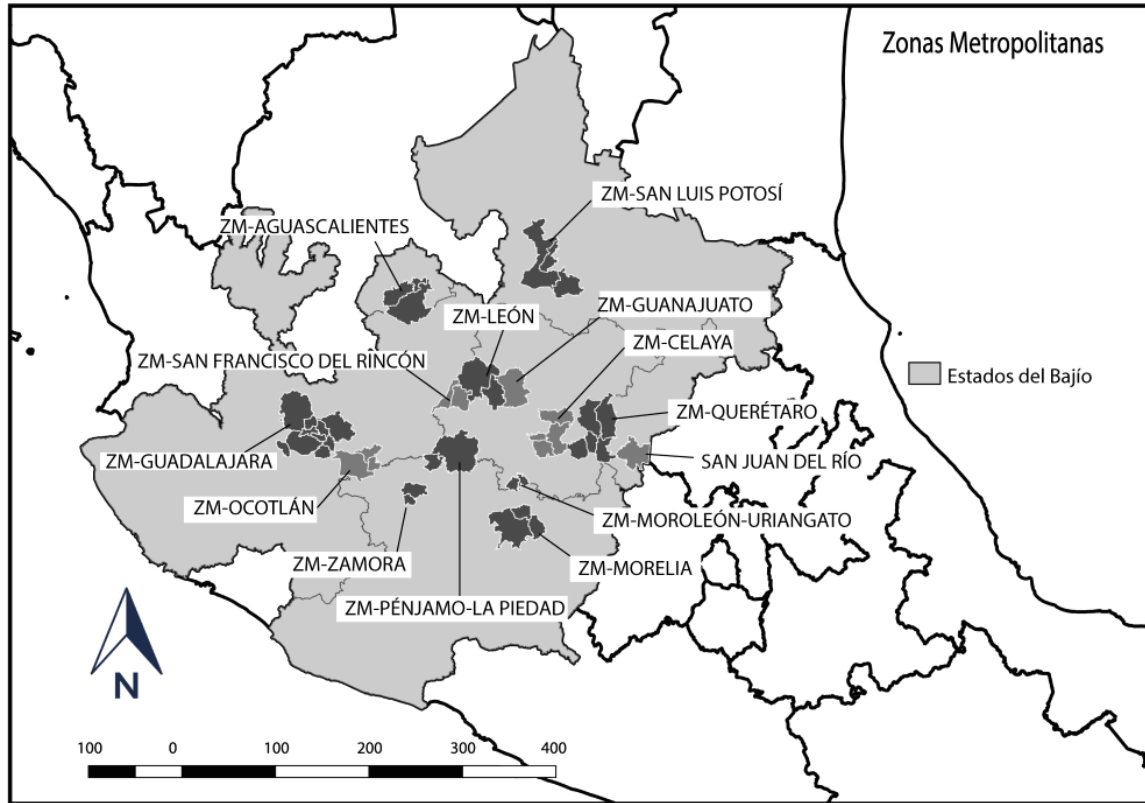 Zonas Metropolitanas
ZM-SAN LUIS POTOSÍ
ZM-AGUASCALIENTES
ZM-GUANAJUATO
ZM-LEÓN
ZM-CELAYA
ZM-SAN FRANCISCO DEL RINCÓN
Estados del Bajío
ZM-QUERÉTARO
ZM-GUADALAJARA
SAN JUAN DEL RÍO
ZM-OCOTLÁN
ZM-MOROLEÓN-URIANGATO
ZM-ZAMORA
ZM-MORELIA
ZM-PÉNJAMO-LA PIEDAD
N
100 0 100 200 300 400